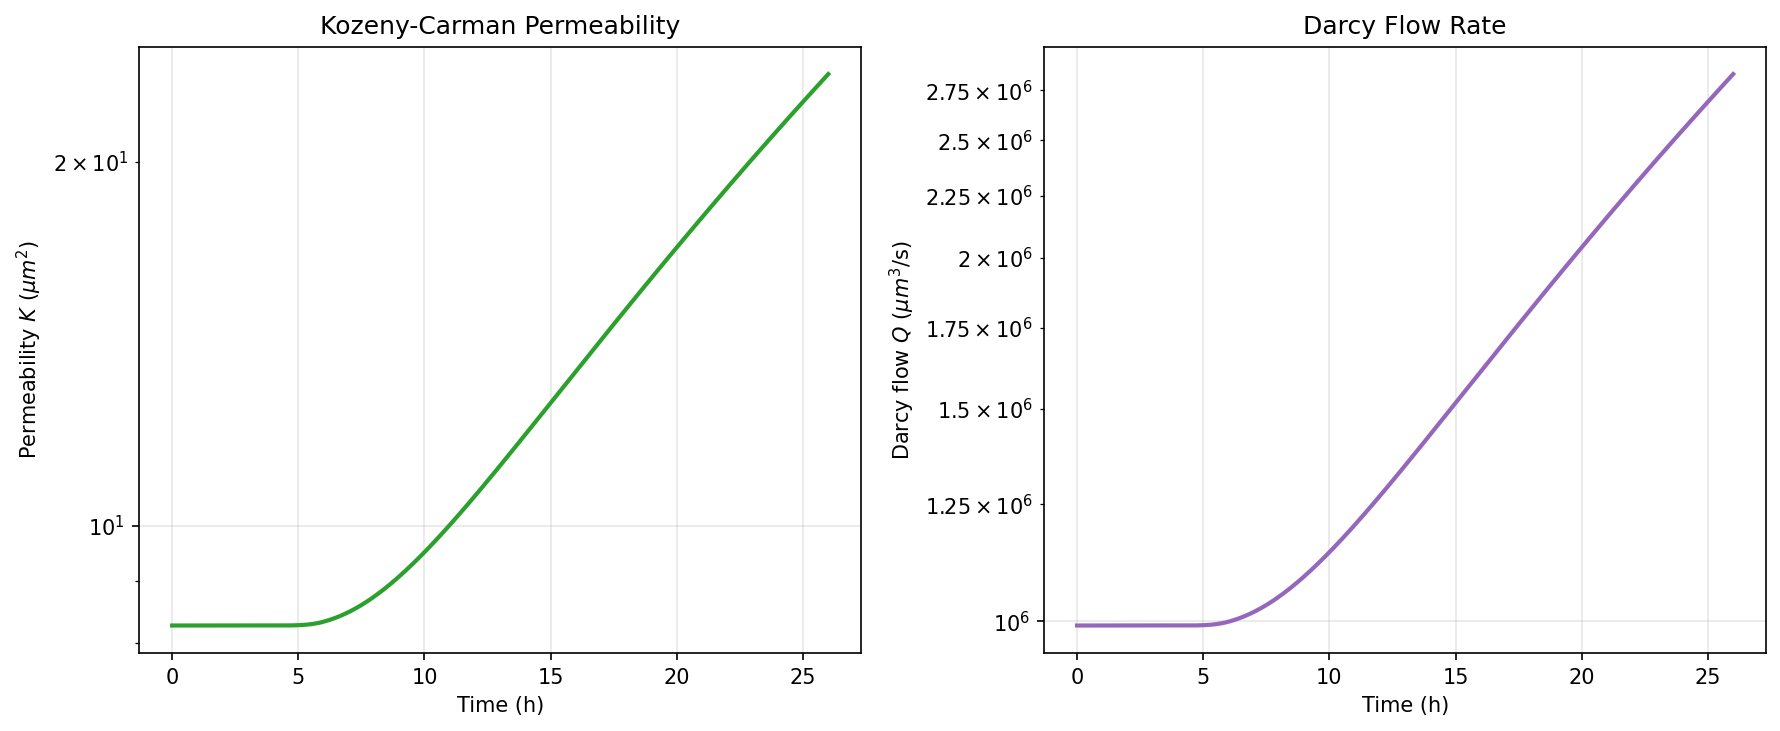 Kozeny-Carman Permeability
Permeability K (μm²)
2 × 10¹
10¹
0 5 10 15 20 25
Time (h)
Darcy Flow Rate
Darcy flow Q (μm³/s)
2.75 × 10⁶
2.5 × 10⁶
2.25 × 10⁶
2 × 10⁶
1.75 × 10⁶
1.5 × 10⁶
1.25 × 10⁶
10⁶
0 5 10 15 20 25
Time (h)